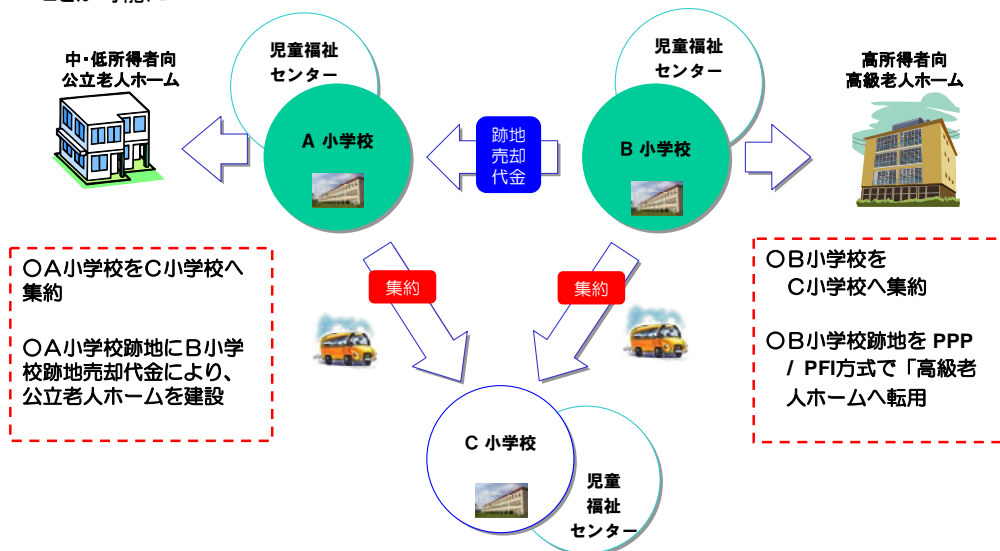 中・低所得者向
公立老人ホーム
児童福祉
センター
A 小学校
跡地
売却
代金
児童福祉
センター
B 小学校
高所得者向
高級老人ホーム
○A小学校をC小学校へ
集約
○A小学校跡地にB小学
校跡地売却代金により、
公立老人ホームを建設
集約
集約
○B小学校を
C小学校へ集約
○B小学校跡地を PPP
/ PFI方式で「高級老
人ホームへ転用
C 小学校
児童
福祉
センター